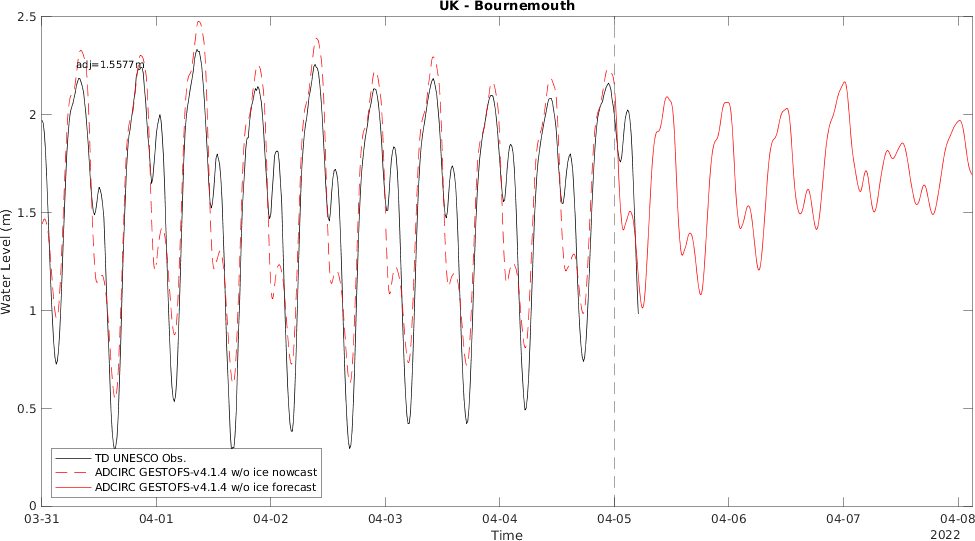 UK - Bournemouth
2.5
2
1.5
1
0.5
0
Water Level (m)
adj=1.5577m
TD UNESCO Obs.
ADCIRC GESTOFS-v4.1.4 w/o ice nowcast
ADCIRC GESTOFS-v4.1.4 w/o ice forecast
03-31 04-01 04-02 04-03 04-04 04-05 04-06 04-07 04-08
Time
2022